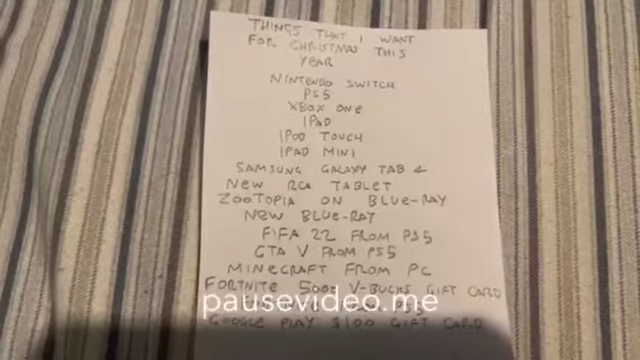 THINGS THAT I WANT
FOR CHRISTMAS THIS
YEAR
NINTENDO SWITCH
PS5
XBOX ONE
IPAD
IPOD TOUCH
IPAD MINI
SAMSUNG GALAXY TAB 4
NEW RCA TABLET
ZOOTOPIA ON BLUE-RAY
NEW BLUE-RAY
FIFA 22 FROM PS5
GTA V FROM PS5
MINECRAFT FROM PC
FORTNITE V-BUCKS GIFT CARD
pausevideo.me
PS5
GOOGLE PLAY $100 GIFT CARD